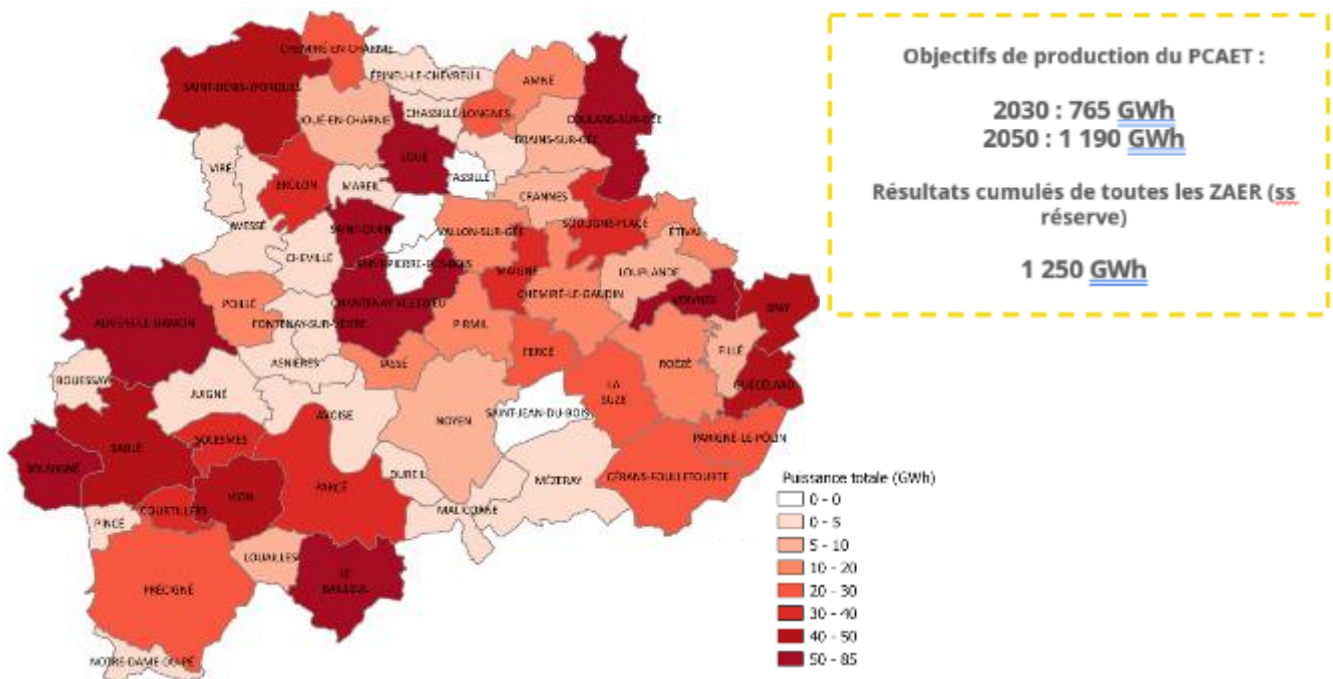 CHEMIRÉ-EN-CHARNIE
ÉPINEU-LE-CHEVREUIL
SAINT-DENIS-D'ORQUES
AMNÉ
CHASSILLÉ
LONGNES
COULANS-SUR-GÉE
JOUÉ-EN-CHARNIE
BRAINS-SUR-GÉE
LOUÉ
VIRÉ
TASSILLÉ
BRÛLON
MAREIL
CRANNES
SOULIGNÉ-FLACÉ
AVESSÉ
SAINT-OUEN
VALLON-SUR-GÉE
ÉTIVAL
CHEVILLÉ
SAINT-PIERRE-DES-BOIS
MAIGNÉ
LOUPLANDE
POILLÉ
CHANTENAY-VILLEDIEU
CHEMIRÉ-LE-GAUDIN
VOIVRES
SPAY
AUVERS-LE-HAMON
FONTENAY-SUR-VÈGRE
PIRMIL
FILLÉ
ASNIÈRES
TASSÉ
FERCÉ
ROËZÉ
BOUESSAY
GUÉCÉLARD
JUIGNÉ
LA
SUZE
AVOISE
NOYEN
SAINT-JEAN-DU-BOIS
SOLESMES
PARIGNÉ-LE-PÔLIN
SABLÉ
SOUVIGNÉ
DUREIL
CÉRANS-FOULLETOURTE
VION
PARCÉ
MÉZERAY
COURTILLERS
MALICORNE
PINCÉ
LOUAILLES
LE
BAILLEUL
PRÉCIGNÉ
NOTRE-DAME-DU-PÉ
Objectifs de production du PCAET :
2030 : 765 GWh
2050 : 1 190 GWh
Résultats cumulés de toutes les ZAER (ss
réserve)
1 250 GWh
Puissance totale (GWh)
0 - 0
0 - 5
5 - 10
10 - 20
20 - 30
30 - 40
40 - 50
50 - 85